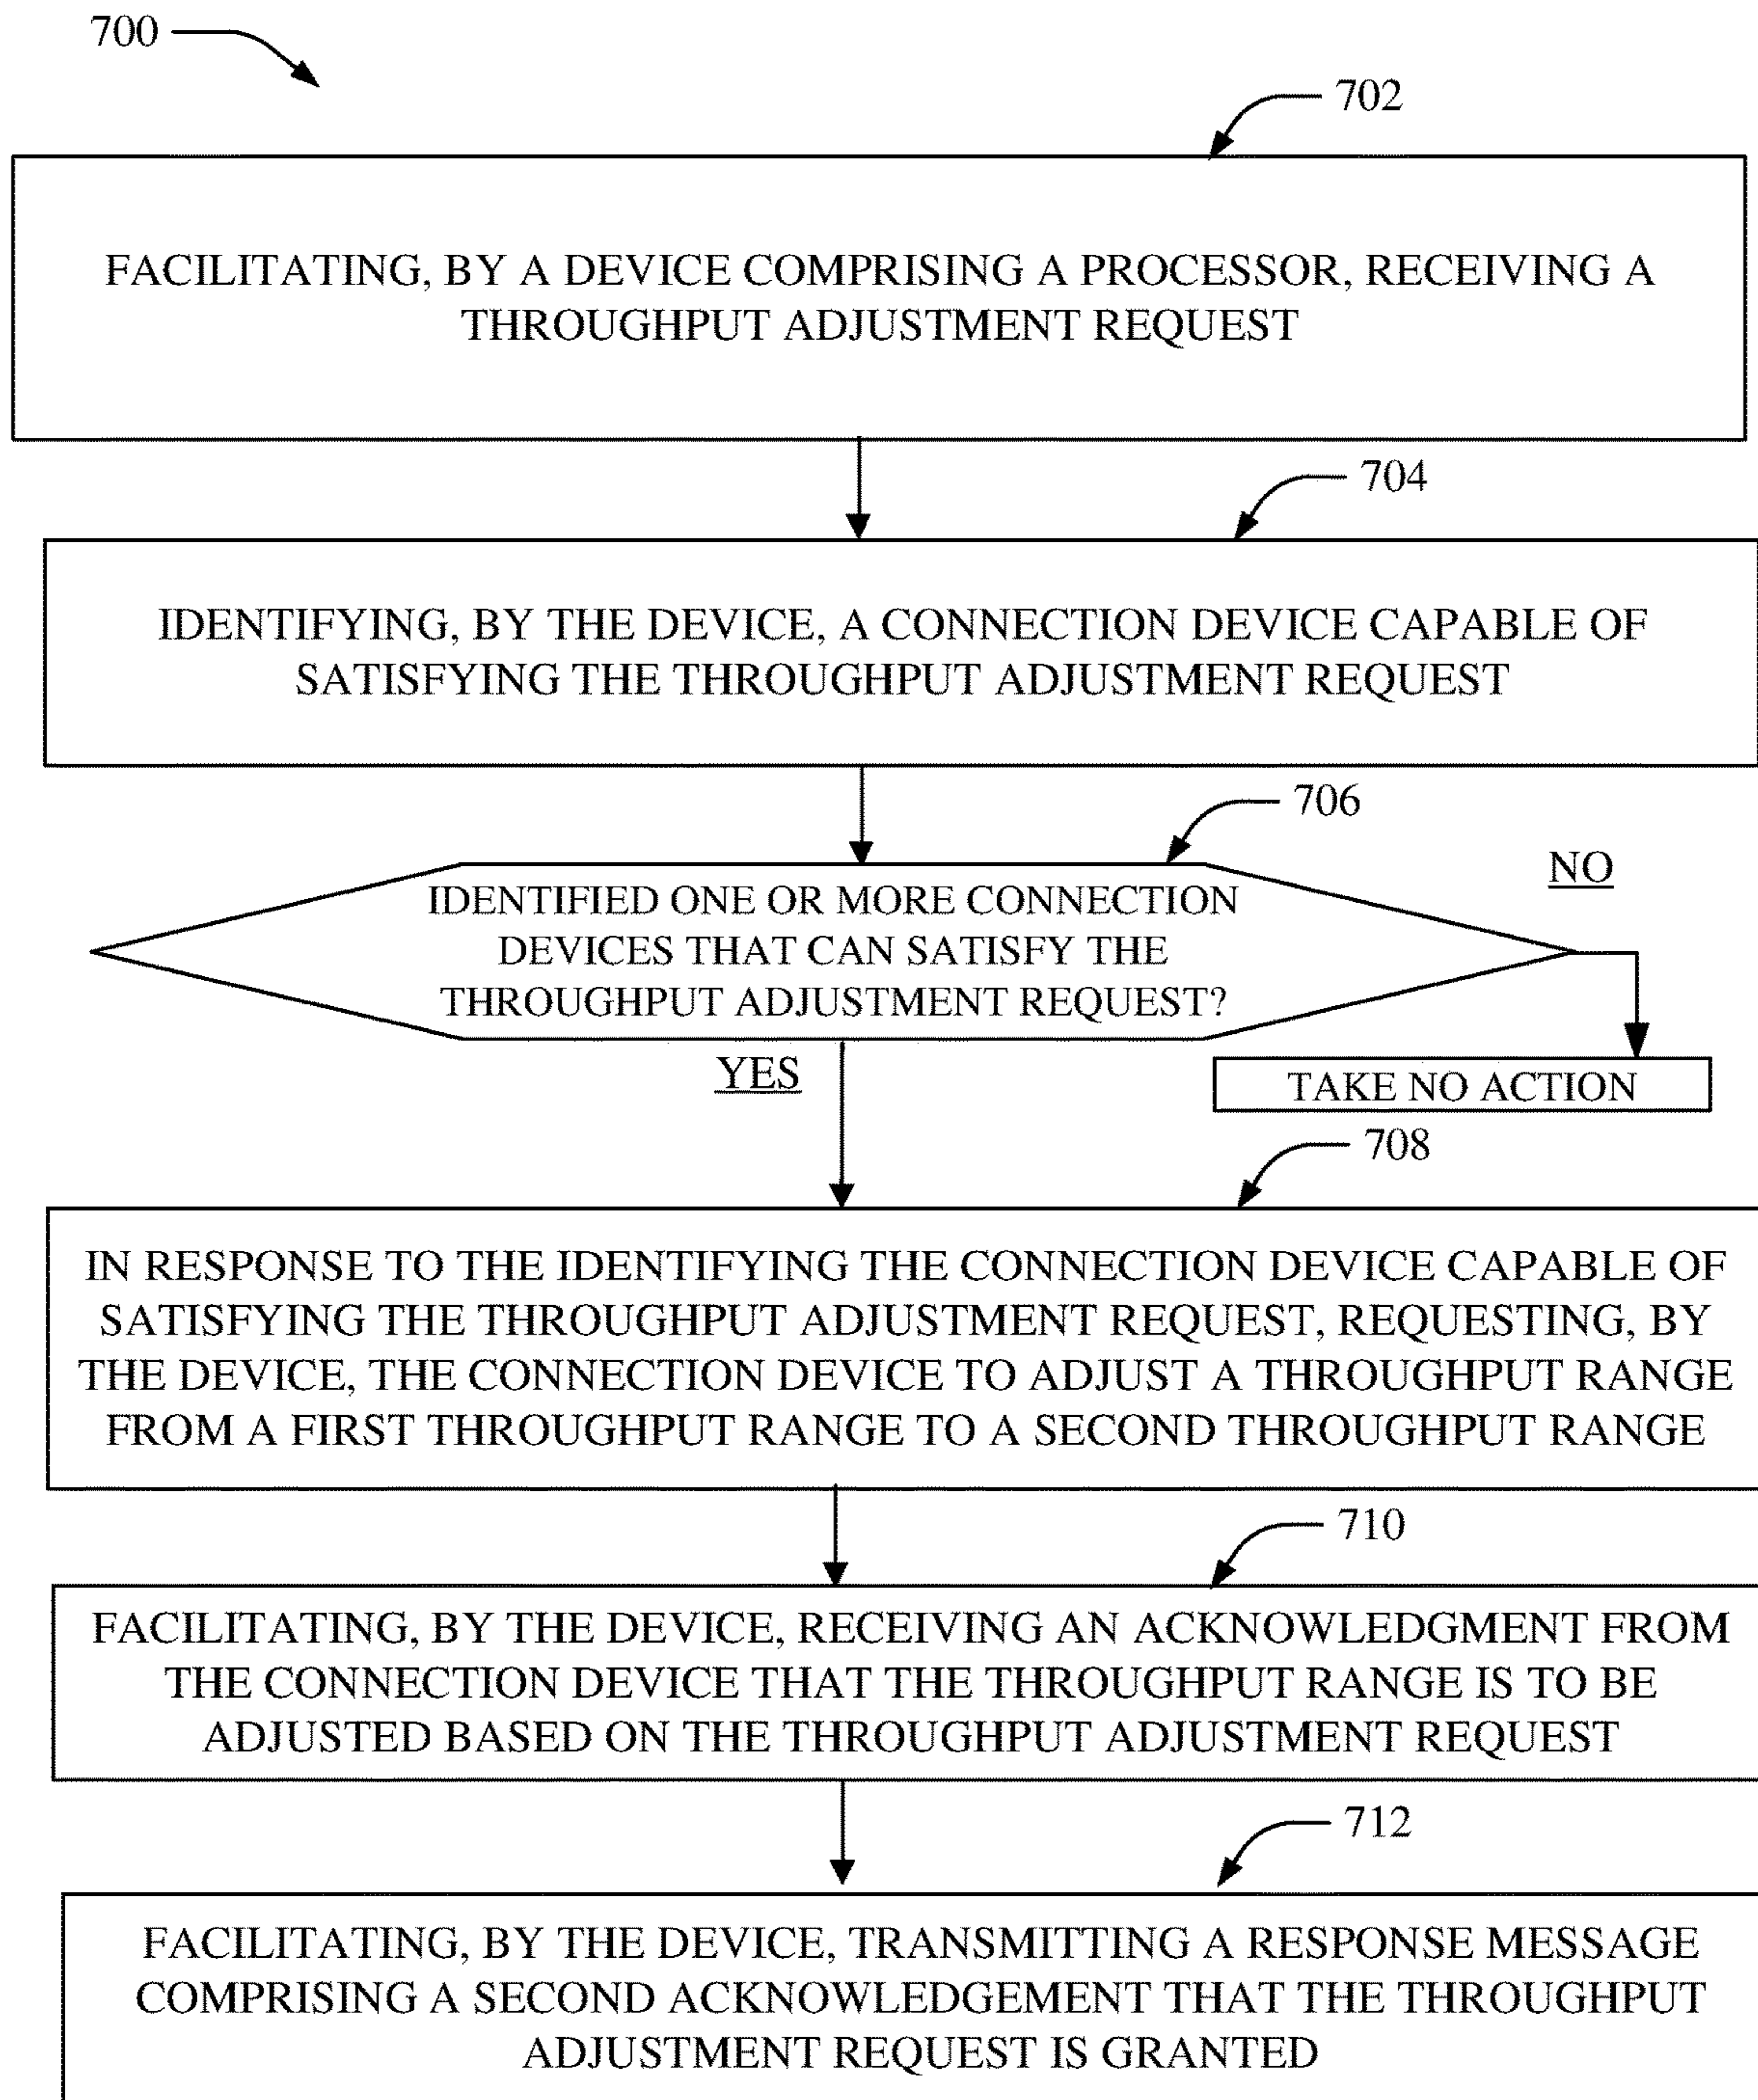 700
702
FACILITATING, BY A DEVICE COMPRISING A PROCESSOR, RECEIVING A
THROUGHPUT ADJUSTMENT REQUEST
704
IDENTIFYING, BY THE DEVICE, A CONNECTION DEVICE CAPABLE OF
SATISFYING THE THROUGHPUT ADJUSTMENT REQUEST
706
NO
IDENTIFIED ONE OR MORE CONNECTION
DEVICES THAT CAN SATISFY THE
THROUGHPUT ADJUSTMENT REQUEST?
YES
TAKE NO ACTION
708
IN RESPONSE TO THE IDENTIFYING THE CONNECTION DEVICE CAPABLE OF
SATISFYING THE THROUGHPUT ADJUSTMENT REQUEST, REQUESTING, BY
THE DEVICE, THE CONNECTION DEVICE TO ADJUST A THROUGHPUT RANGE
FROM A FIRST THROUGHPUT RANGE TO A SECOND THROUGHPUT RANGE
710
FACILITATING, BY THE DEVICE, RECEIVING AN ACKNOWLEDGMENT FROM
THE CONNECTION DEVICE THAT THE THROUGHPUT RANGE IS TO BE
ADJUSTED BASED ON THE THROUGHPUT ADJUSTMENT REQUEST
712
FACILITATING, BY THE DEVICE, TRANSMITTING A RESPONSE MESSAGE
COMPRISING A SECOND ACKNOWLEDGEMENT THAT THE THROUGHPUT
ADJUSTMENT REQUEST IS GRANTED